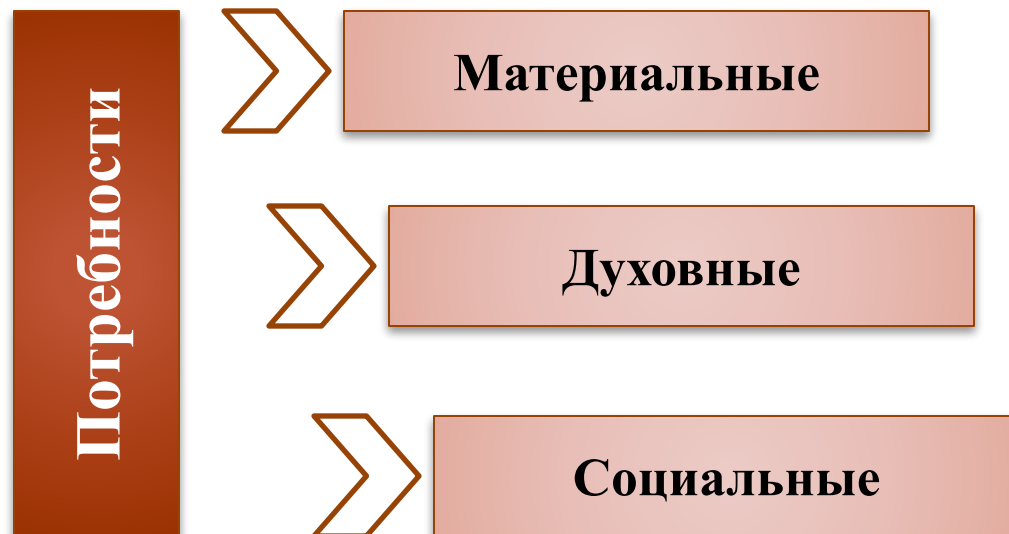 Потребности
Материальные
Духовные
Социальные